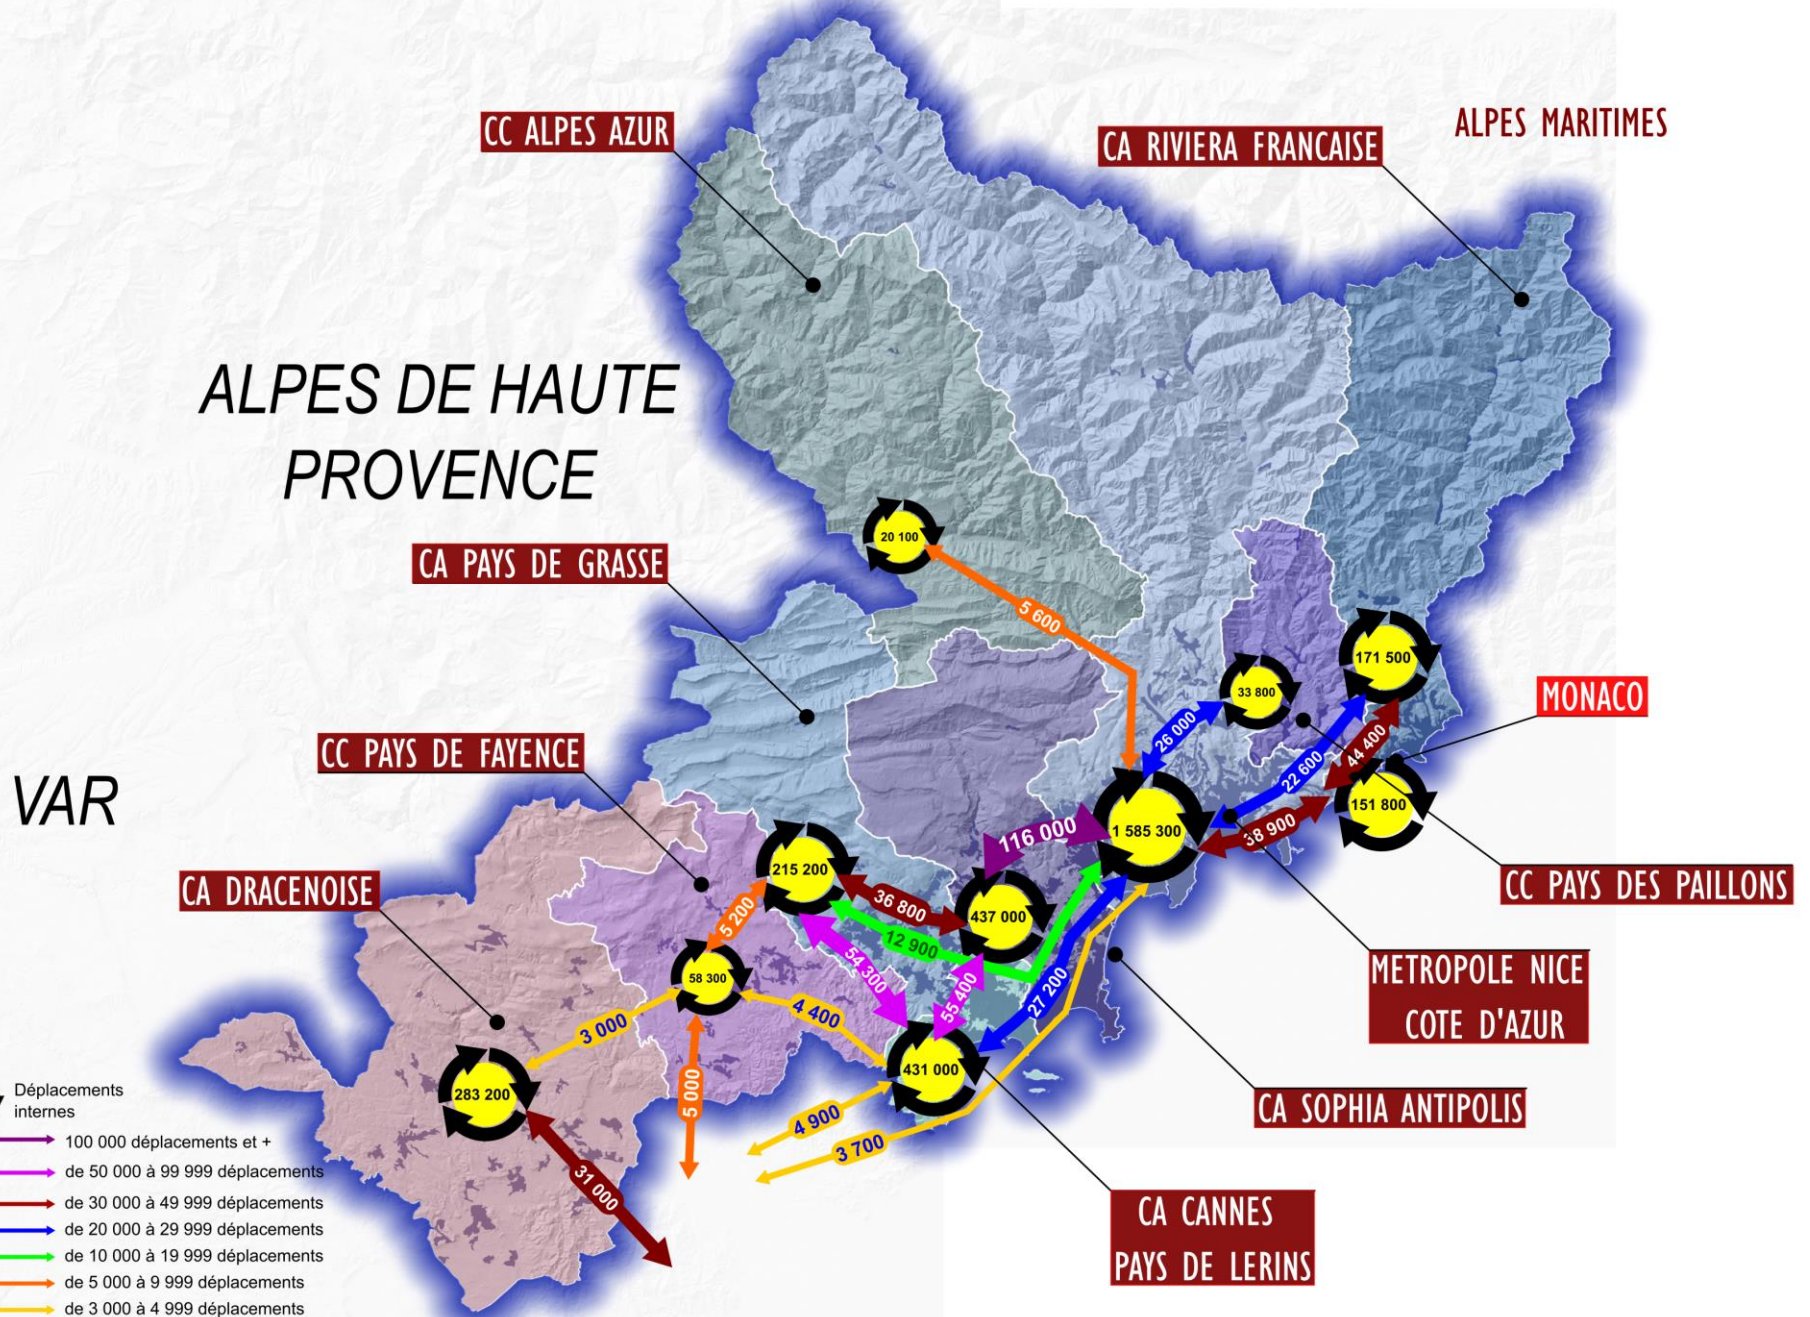 CC ALPES AZUR
ALPES MARITIMES
CA RIVIERA FRANCAISE
ALPES DE HAUTE
PROVENCE
20 100
CA PAYS DE GRASSE
5 600
171 500
33 800
MONACO
26 000
CC PAYS DE FAYENCE
44 400
22 600
VAR
151 800
1 585 300
38 900
116 000
215 200
CC PAYS DES PAILLONS
CA DRACENOISE
36 800
437 000
5 200
12 900
54 300
METROPOLE NICE
COTE D'AZUR
58 300
55 400
27 200
4 400
3 000
431 000
283 200
5 000
CA SOPHIA ANTIPOLIS
4 900
3 700
31 000
CA CANNES
PAYS DE LERINS
Déplacements
internes
100 000 déplacements et +
de 50 000 à 99 999 déplacements
de 30 000 à 49 999 déplacements
de 20 000 à 29 999 déplacements
de 10 000 à 19 999 déplacements
de 5 000 à 9 999 déplacements
de 3 000 à 4 999 déplacements